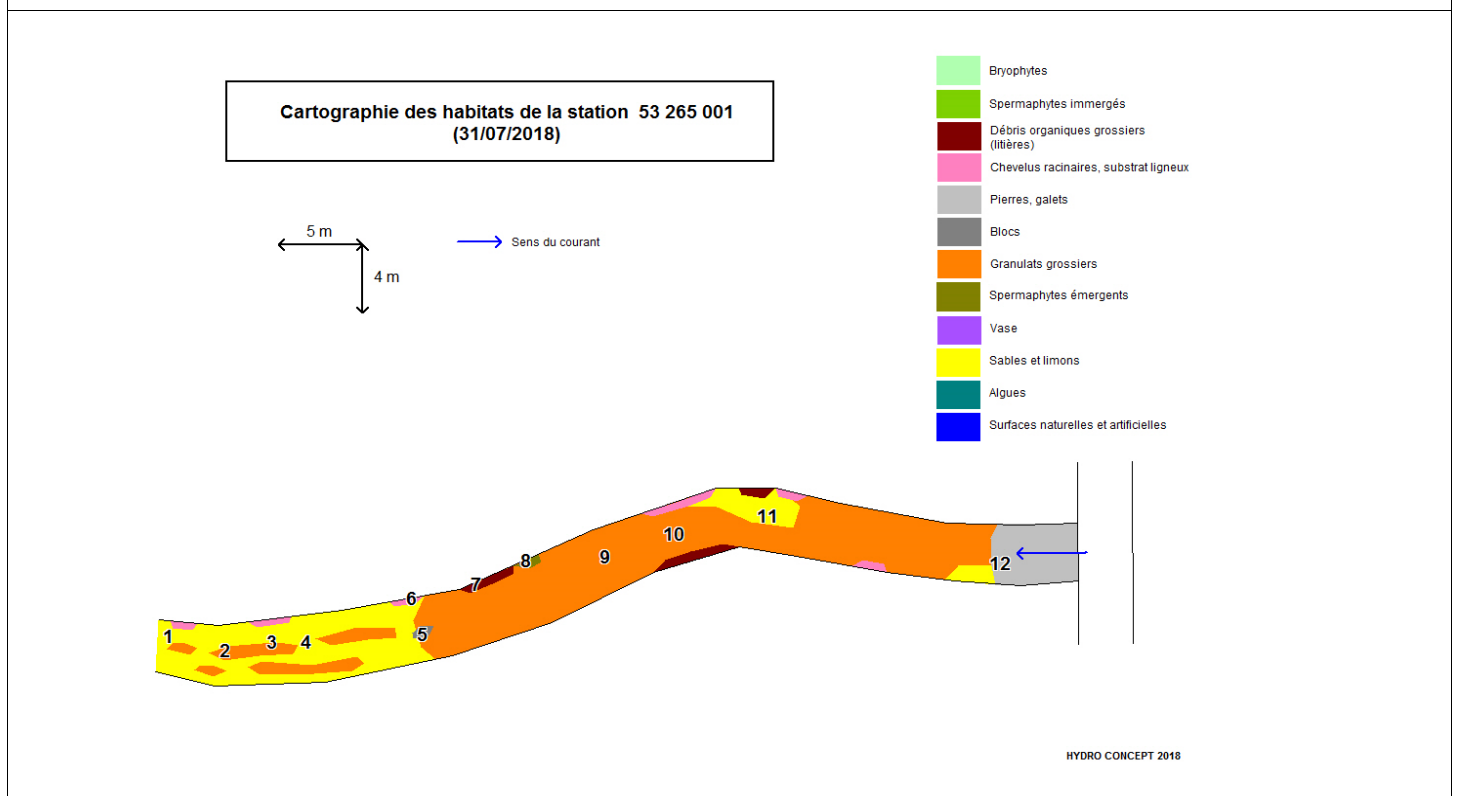 Cartographie des habitats de la station 53 265 001
(31/07/2018)
5 m
4 m
Sens du courant
Bryophytes
Spermaphytes immergés
Débris organiques grossiers
(litières)
Chevelus racinaires, substrat ligneux
Pierres, galets
Blocs
Granulats grossiers
Spermaphytes émergents
Vase
Sables et limons
Algues
Surfaces naturelles et artificielles
1
2
3
4
5
6
7
8
9
10
11
12
HYDRO CONCEPT 2018